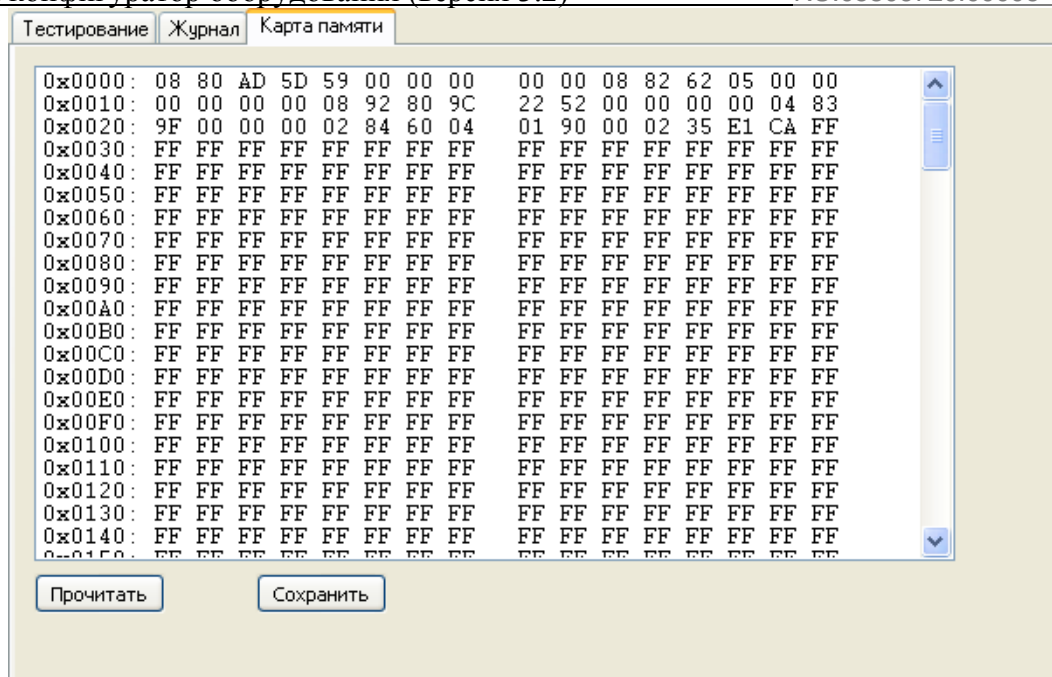 Тестирование Журнал Карта памяти
0x0000: 08 80 AD 5D 59 00 00 00 00 00 08 82 62 05 00 00
0x0010: 00 00 00 00 08 92 80 9C 22 52 00 00 00 00 04 83
0x0020: 9F 00 00 00 02 84 60 04 01 90 00 02 35 E1 CA FF
0x0030: FF FF FF FF FF FF FF FF FF FF FF FF FF FF FF FF
0x0040: FF FF FF FF FF FF FF FF FF FF FF FF FF FF FF FF
0x0050: FF FF FF FF FF FF FF FF FF FF FF FF FF FF FF FF
0x0060: FF FF FF FF FF FF FF FF FF FF FF FF FF FF FF FF
0x0070: FF FF FF FF FF FF FF FF FF FF FF FF FF FF FF FF
0x0080: FF FF FF FF FF FF FF FF FF FF FF FF FF FF FF FF
0x0090: FF FF FF FF FF FF FF FF FF FF FF FF FF FF FF FF
0x00A0: FF FF FF FF FF FF FF FF FF FF FF FF FF FF FF FF
0x00B0: FF FF FF FF FF FF FF FF FF FF FF FF FF FF FF FF
0x00C0: FF FF FF FF FF FF FF FF FF FF FF FF FF FF FF FF
0x00D0: FF FF FF FF FF FF FF FF FF FF FF FF FF FF FF FF
0x00E0: FF FF FF FF FF FF FF FF FF FF FF FF FF FF FF FF
0x00F0: FF FF FF FF FF FF FF FF FF FF FF FF FF FF FF FF
0x0100: FF FF FF FF FF FF FF FF FF FF FF FF FF FF FF FF
0x0110: FF FF FF FF FF FF FF FF FF FF FF FF FF FF FF FF
0x0120: FF FF FF FF FF FF FF FF FF FF FF FF FF FF FF FF
0x0130: FF FF FF FF FF FF FF FF FF FF FF FF FF FF FF FF
0x0140: FF FF FF FF FF FF FF FF FF FF FF FF FF FF FF FF
Прочитать Сохранить